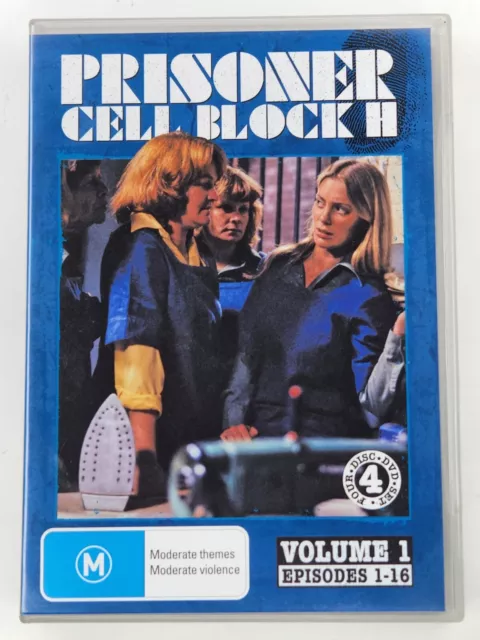 PRISONER
CELL BLOCK H
FOUR·DISC·DVD·SET·
4
M
Moderate themes
Moderate violence
VOLUME 1
EPISODES 1-16